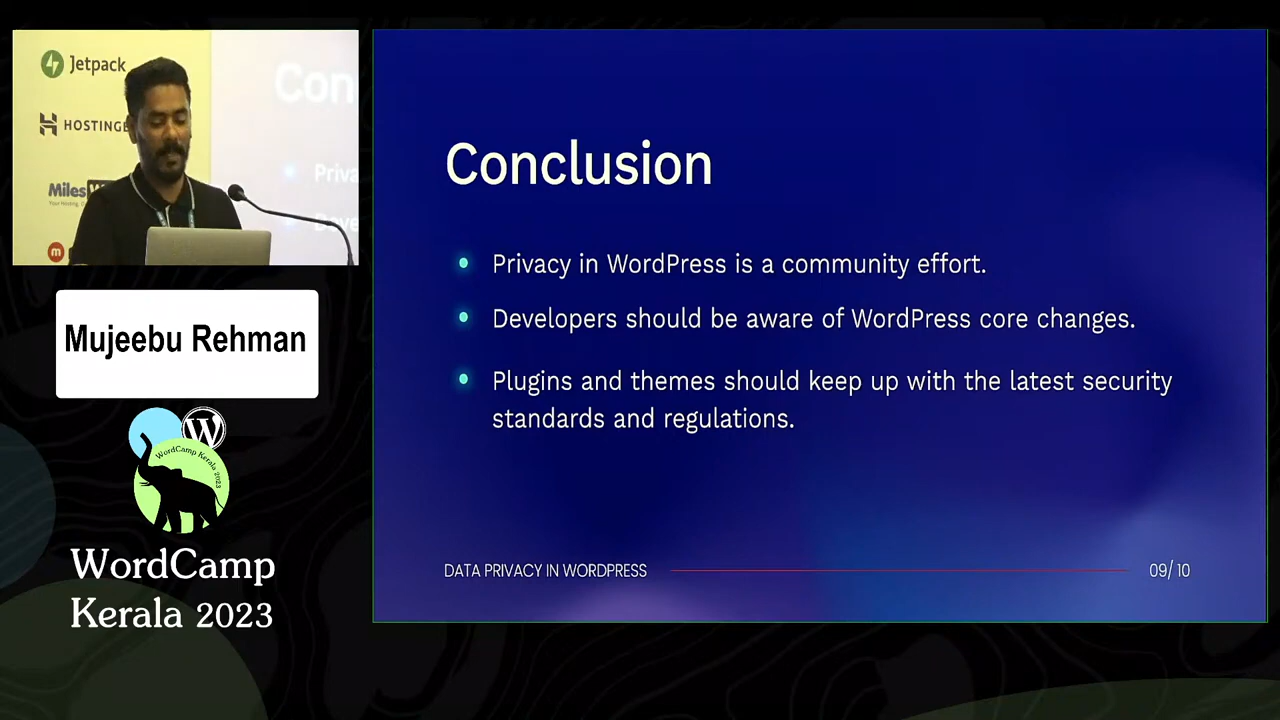 Jetpack
HOSTINGE
Miles
Con
Priva
Deve
Mujeebu Rehman
WordCamp Kerala 2023
WordCamp
Kerala 2023
Conclusion
Privacy in WordPress is a community effort.
Developers should be aware of WordPress core changes.
Plugins and themes should keep up with the latest security
standards and regulations.
DATA PRIVACY IN WORDPRESS
09/ 10